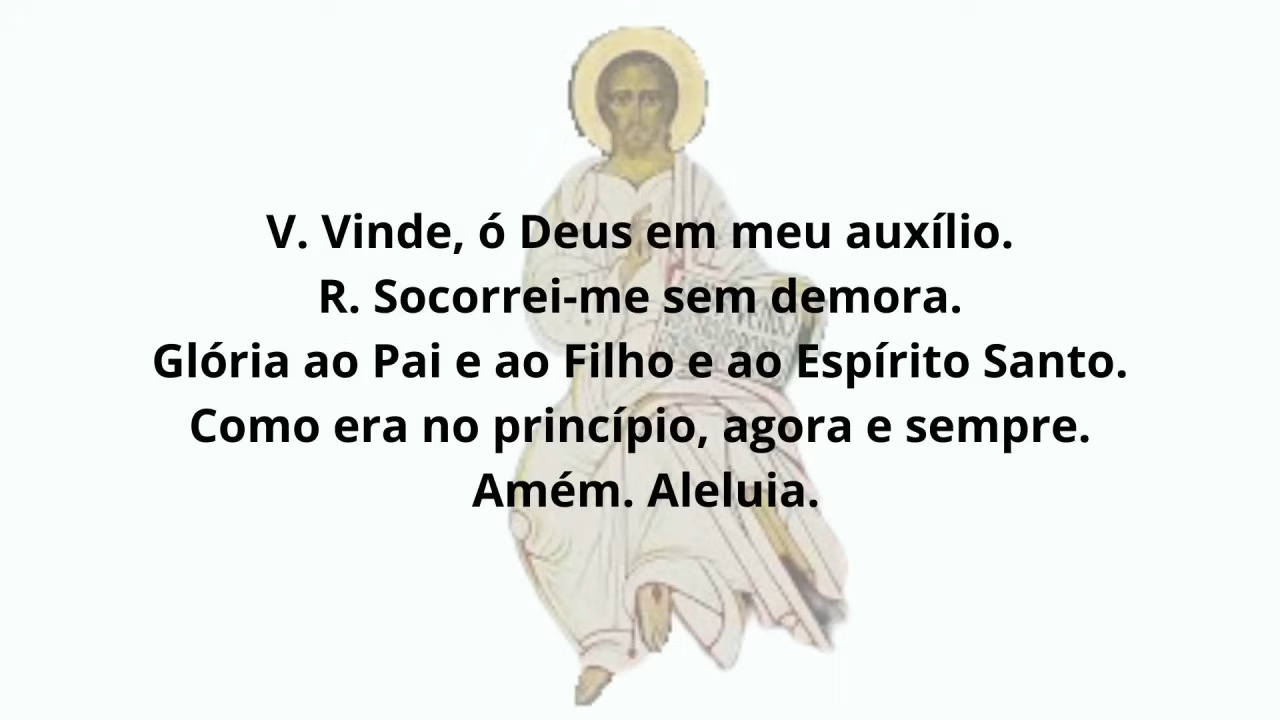 V. Vinde, ó Deus em meu auxílio.
R. Socorrei-me sem demora.
Glória ao Pai e ao Filho e ao Espírito Santo.
Como era no princípio, agora e sempre.
Amém. Aleluia.